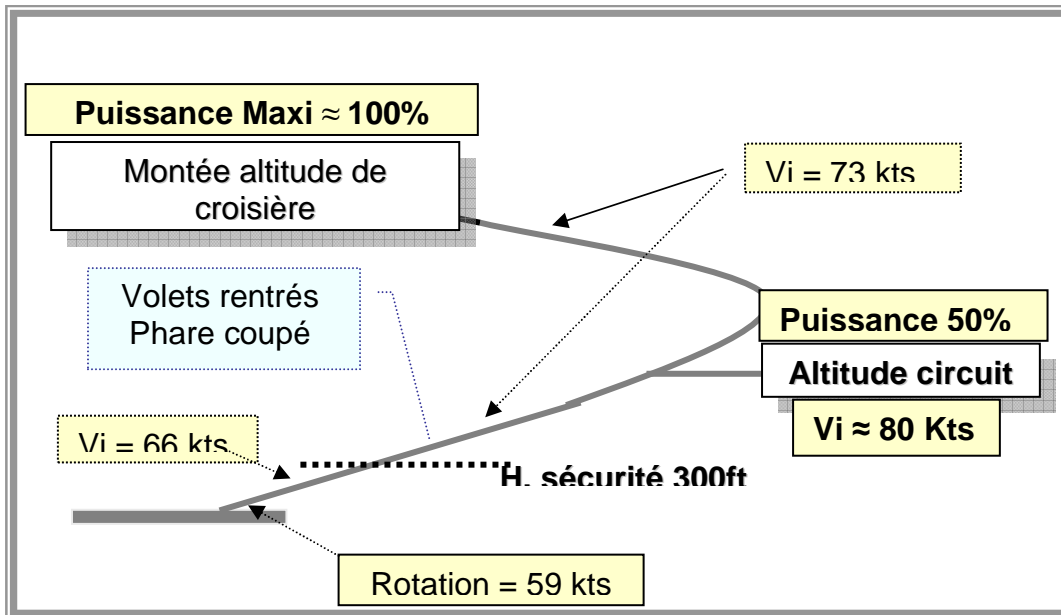 Puissance Maxi ≈ 100%
Montée altitude de
croisière
Vi = 73 kts
Volets rentrés
Phare coupé
Puissance 50%
Altitude circuit
Vi ≈ 80 Kts
Vi = 66 kts
H. sécurité 300ft
Rotation = 59 kts